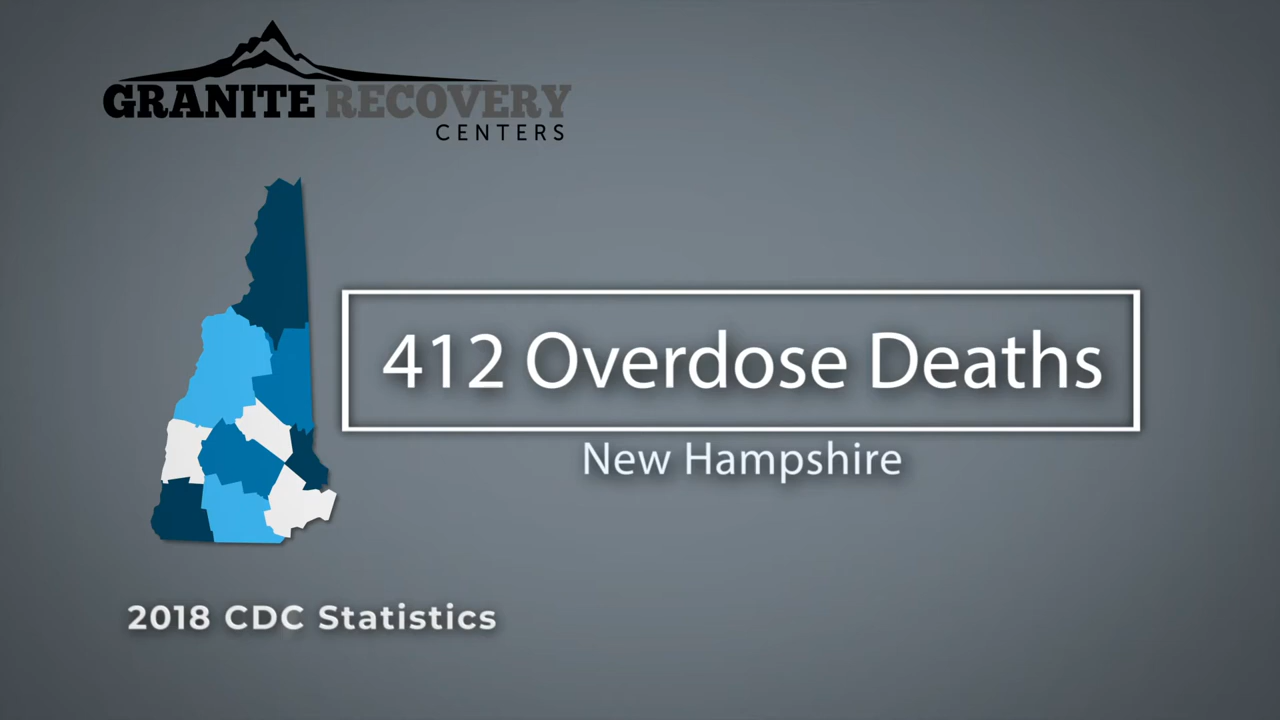 GRANITE RECOVERY
CENTERS
412 Overdose Deaths
New Hampshire
2018 CDC Statistics